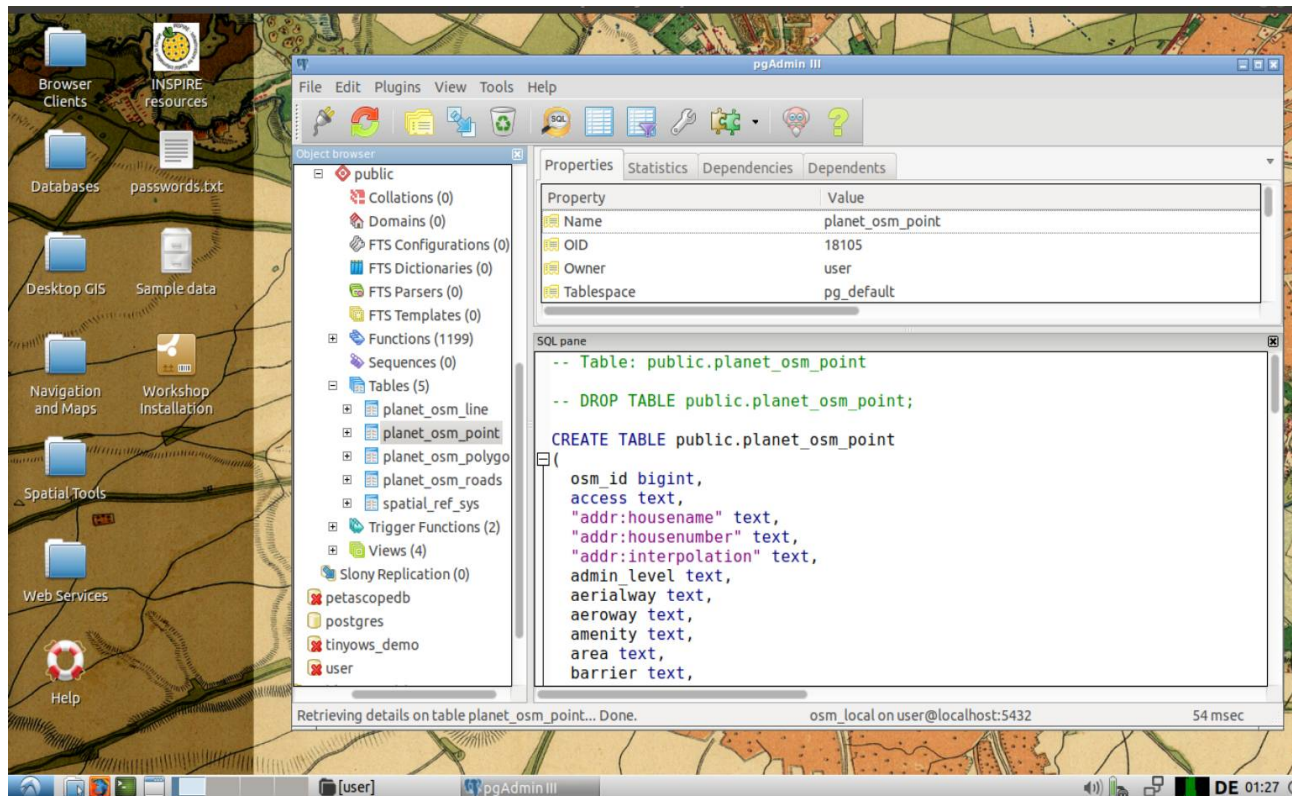 Browser
Clients
INSPIRE
resources
Databases
passwords.txt
Desktop GIS
Sample data
Navigation
and Maps
Workshop
Installation
Spatial Tools
Web Services
Help
pgAdmin III
File Edit Plugins View Tools Help
SQL
Object browser
public
Collations (0)
Domains (0)
FTS Configurations (0)
FTS Dictionaries (0)
FTS Parsers (0)
FTS Templates (0)
Functions (1199)
Sequences (0)
Tables (5)
planet_osm_line
planet_osm_point
planet_osm_polygo
planet_osm_roads
spatial_ref_sys
Trigger Functions (2)
Views (4)
Slony Replication (0)
petascopedb
postgres
tinyows_demo
user
Properties Statistics Dependencies Dependents
Property Value
Name planet_osm_point
OID 18105
Owner user
Tablespace pg_default
SQL pane
-- Table: public.planet_osm_point
-- DROP TABLE public.planet_osm_point;
CREATE TABLE public.planet_osm_point
(
osm_id bigint,
access text,
"addr:housename" text,
"addr:housenumber" text,
"addr:interpolation" text,
admin_level text,
aerialway text,
aeroway text,
amenity text,
area text,
barrier text,
Retrieving details on table planet_osm_point... Done. osm_local on user@localhost:5432 54 msec
[user] pgAdmin III DE 01:27